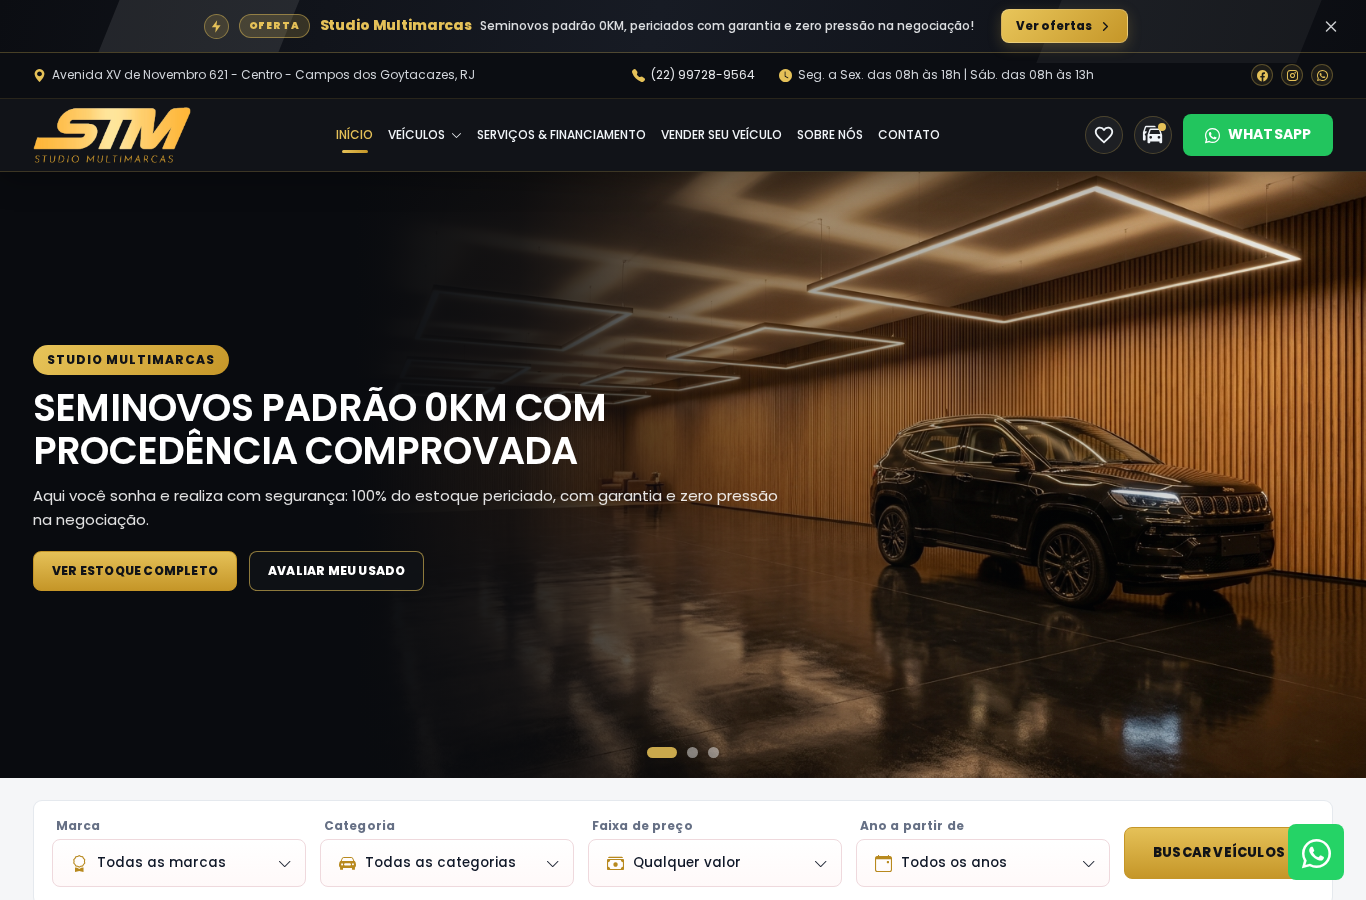 OFERTA Studio Multimarcas Seminovos padrão 0KM, periciados com garantia e zero pressão na negociação! Ver ofertas
Avenida XV de Novembro 621 - Centro - Campos dos Goytacazes, RJ (22) 99728-9564 Seg. a Sex. das 08h às 18h | Sáb. das 08h às 13h
STM
STUDIO MULTIMARCAS
INÍCIO VEÍCULOS SERVIÇOS & FINANCIAMENTO VENDER SEU VEÍCULO SOBRE NÓS CONTATO WHATSAPP
STUDIO MULTIMARCAS
SEMINOVOS PADRÃO 0KM COM
PROCEDÊNCIA COMPROVADA
Aqui você sonha e realiza com segurança: 100% do estoque periciado, com garantia e zero pressão
na negociação.
VER ESTOQUE COMPLETO AVALIAR MEU USADO
Marca Categoria Faixa de preço Ano a partir de
Todas as marcas Todas as categorias Qualquer valor Todos os anos BUSCAR VEÍCULOS